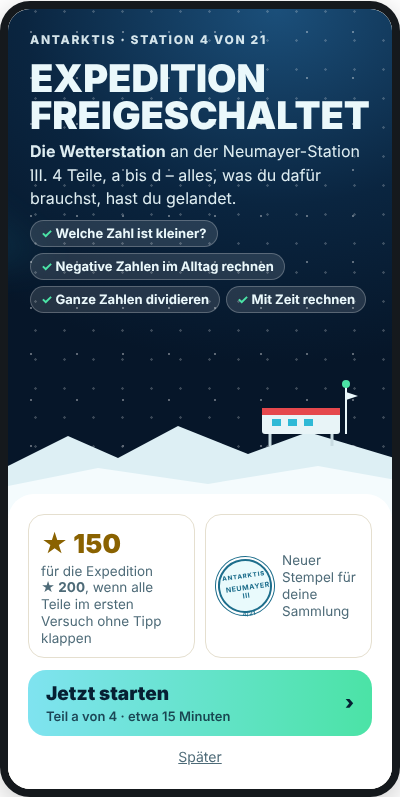 ANTARKTIS · STATION 4 VON 21
EXPEDITION
FREIGESCHALTET
Die Wetterstation an der Neumayer-Station
III. 4 Teile, a bis d – alles, was du dafür
brauchst, hast du gelandet.
✓ Welche Zahl ist kleiner?
✓ Negative Zahlen im Alltag rechnen
✓ Ganze Zahlen dividieren
✓ Mit Zeit rechnen
★ 150
für die Expedition
★ 200, wenn alle
Teile im ersten
Versuch ohne Tipp
klappen
ANTARKTIS
NEUMAYER
III
Neuer
Stempel für
deine
Sammlung
Jetzt starten
Teil a von 4 · etwa 15 Minuten
›
Später